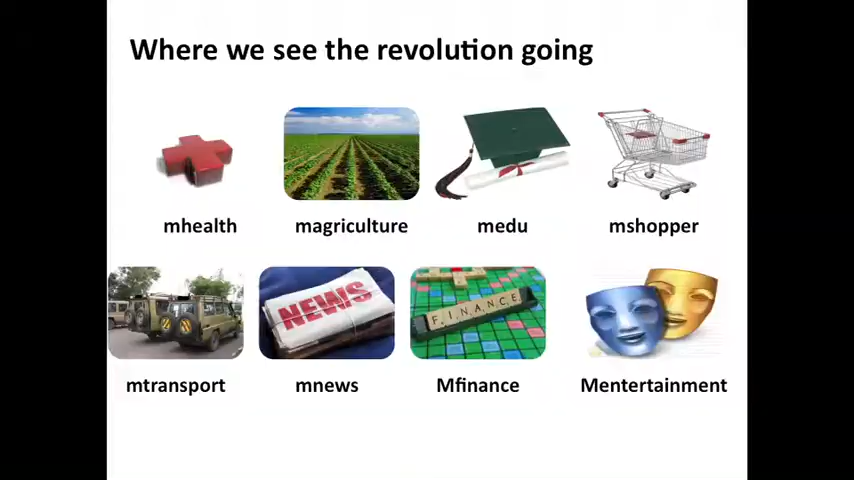 Where we see the revolution going
mhealth
magriculture
medu
mshopper
NEWS
FINANCE
mtransport
mnews
Mfinance
Mentertainment